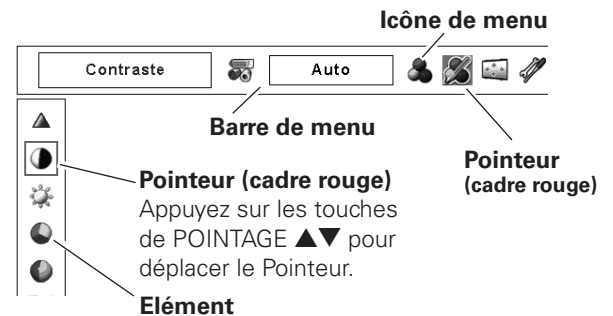 Icône de menu
Contraste
Auto
Barre de menu
Pointeur
(cadre rouge)
Pointeur (cadre rouge)
Appuyez sur les touches
de POINTAGE ▲▼ pour
déplacer le Pointeur.
Elément